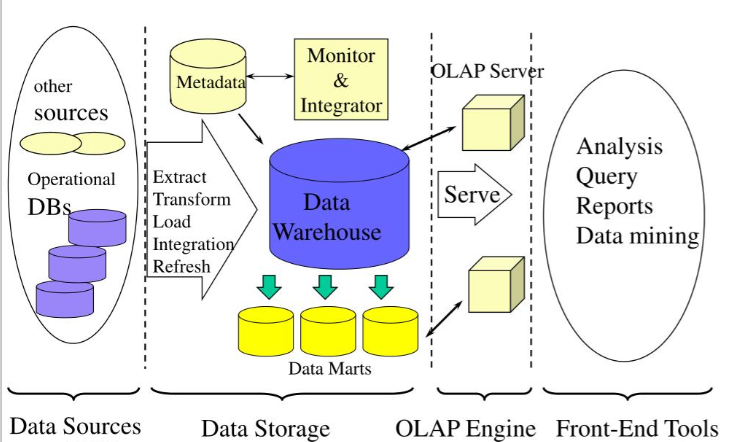 other
sources
Operational
DBs
Metadata
Monitor
&
Integrator
OLAP Server
Extract
Transform
Load
Integration
Refresh
Data
Warehouse
Serve
Analysis
Query
Reports
Data mining
Data Marts
Data Sources
Data Storage
OLAP Engine
Front-End Tools